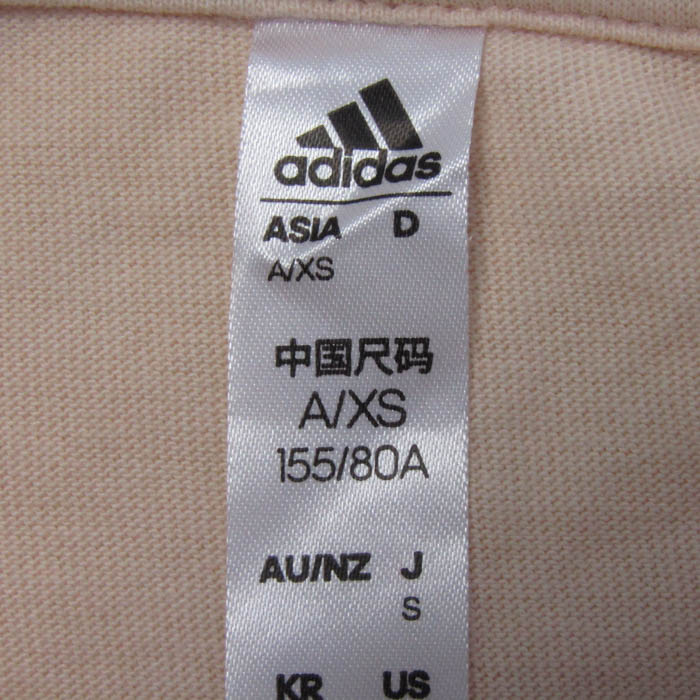 adidas
ASIA D
A/XS
中国尺码
A/XS
155/80A
AU/NZ J
S
KR US